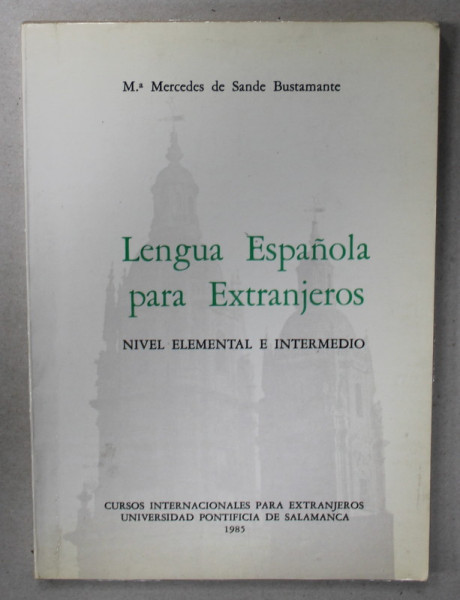 M.ª Mercedes de Sande Bustamante
Lengua Española
para Extranjeros
NIVEL ELEMENTAL E INTERMEDIO
CURSOS INTERNACIONALES PARA EXTRANJEROS
UNIVERSIDAD PONTIFICIA DE SALAMANCA
1985